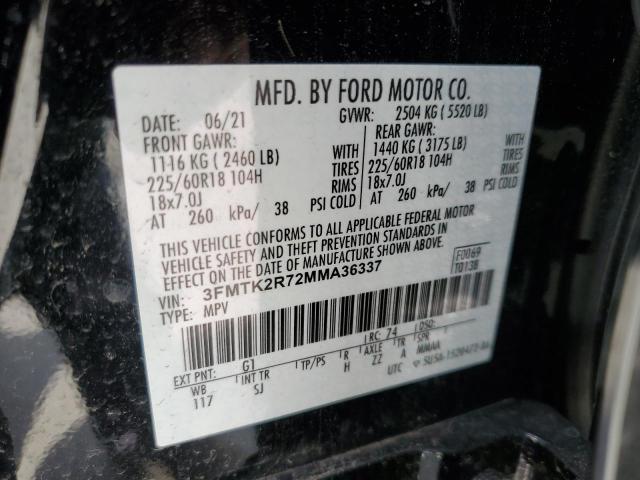 MFD. BY FORD MOTOR CO.
DATE: 06/21 GVWR: 2504 KG ( 5520 LB)
FRONT GAWR: REAR GAWR:
1116 KG ( 2460 LB) WITH 1440 KG ( 3175 LB) WITH
225/60R18 104H TIRES 225/60R18 104H TIRES
18x7.0J RIMS 18x7.0J RIMS
AT 260 kPa/ 38 PSI COLD AT 260 kPa/ 38 PSI COLD
THIS VEHICLE CONFORMS TO ALL APPLICABLE FEDERAL MOTOR
VEHICLE SAFETY AND THEFT PREVENTION STANDARDS IN
EFFECT ON THE DATE OF MANUFACTURE SHOWN ABOVE.
VIN: 3FMTK2R72MMA36337 F0069
TYPE: MPV T0138
EXT PNT: G1 RC: 74 DSO:
WB INT TR TP/PS R AXLE TR SPR
117 SJ H ZZ A MMAA
UTC